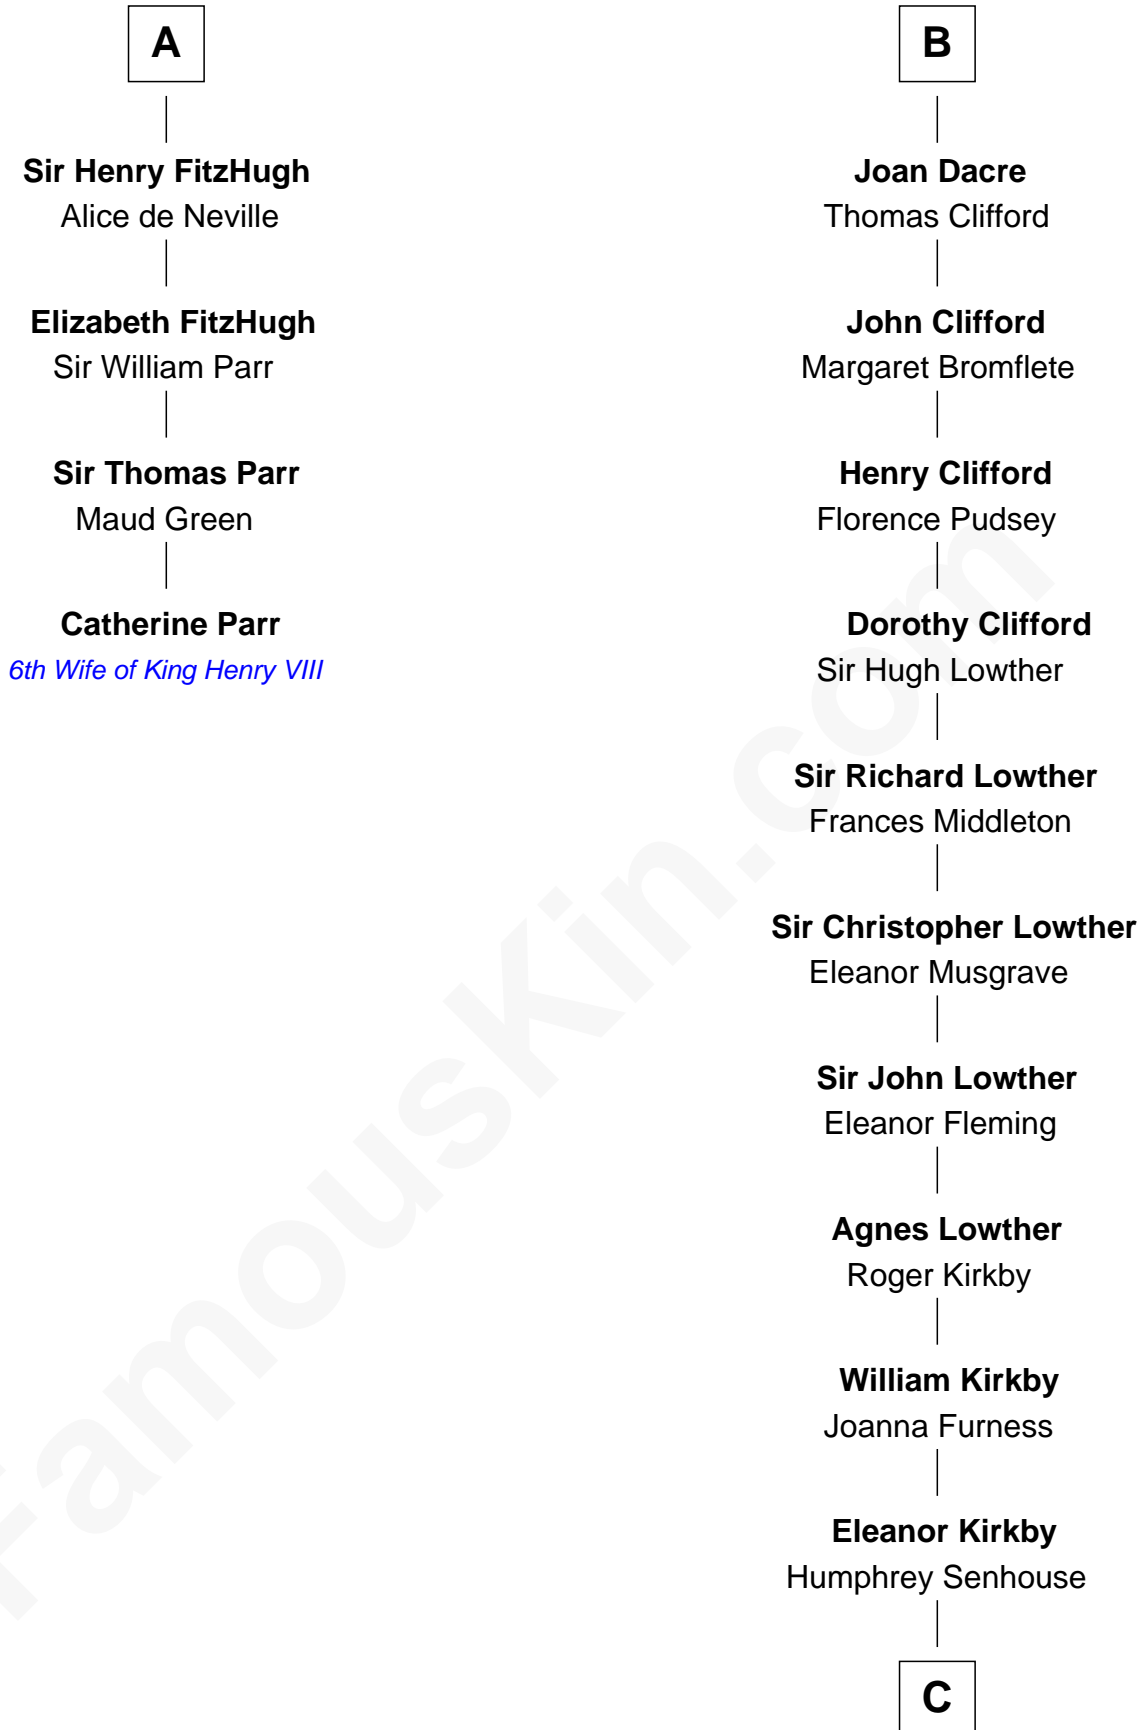 A
Sir Henry FitzHugh
Alice de Neville
Elizabeth FitzHugh
Sir William Parr
Sir Thomas Parr
Maud Green
Catherine Parr
6th Wife of King Henry VIII
B
Joan Dacre
Thomas Clifford
John Clifford
Margaret Bromflete
Henry Clifford
Florence Pudsey
Dorothy Clifford
Sir Hugh Lowther
Sir Richard Lowther
Frances Middleton
Sir Christopher Lowther
Eleanor Musgrave
Sir John Lowther
Eleanor Fleming
Agnes Lowther
Roger Kirkby
William Kirkby
Joanna Furness
Eleanor Kirkby
Humphrey Senhouse
C
FamousKin.com